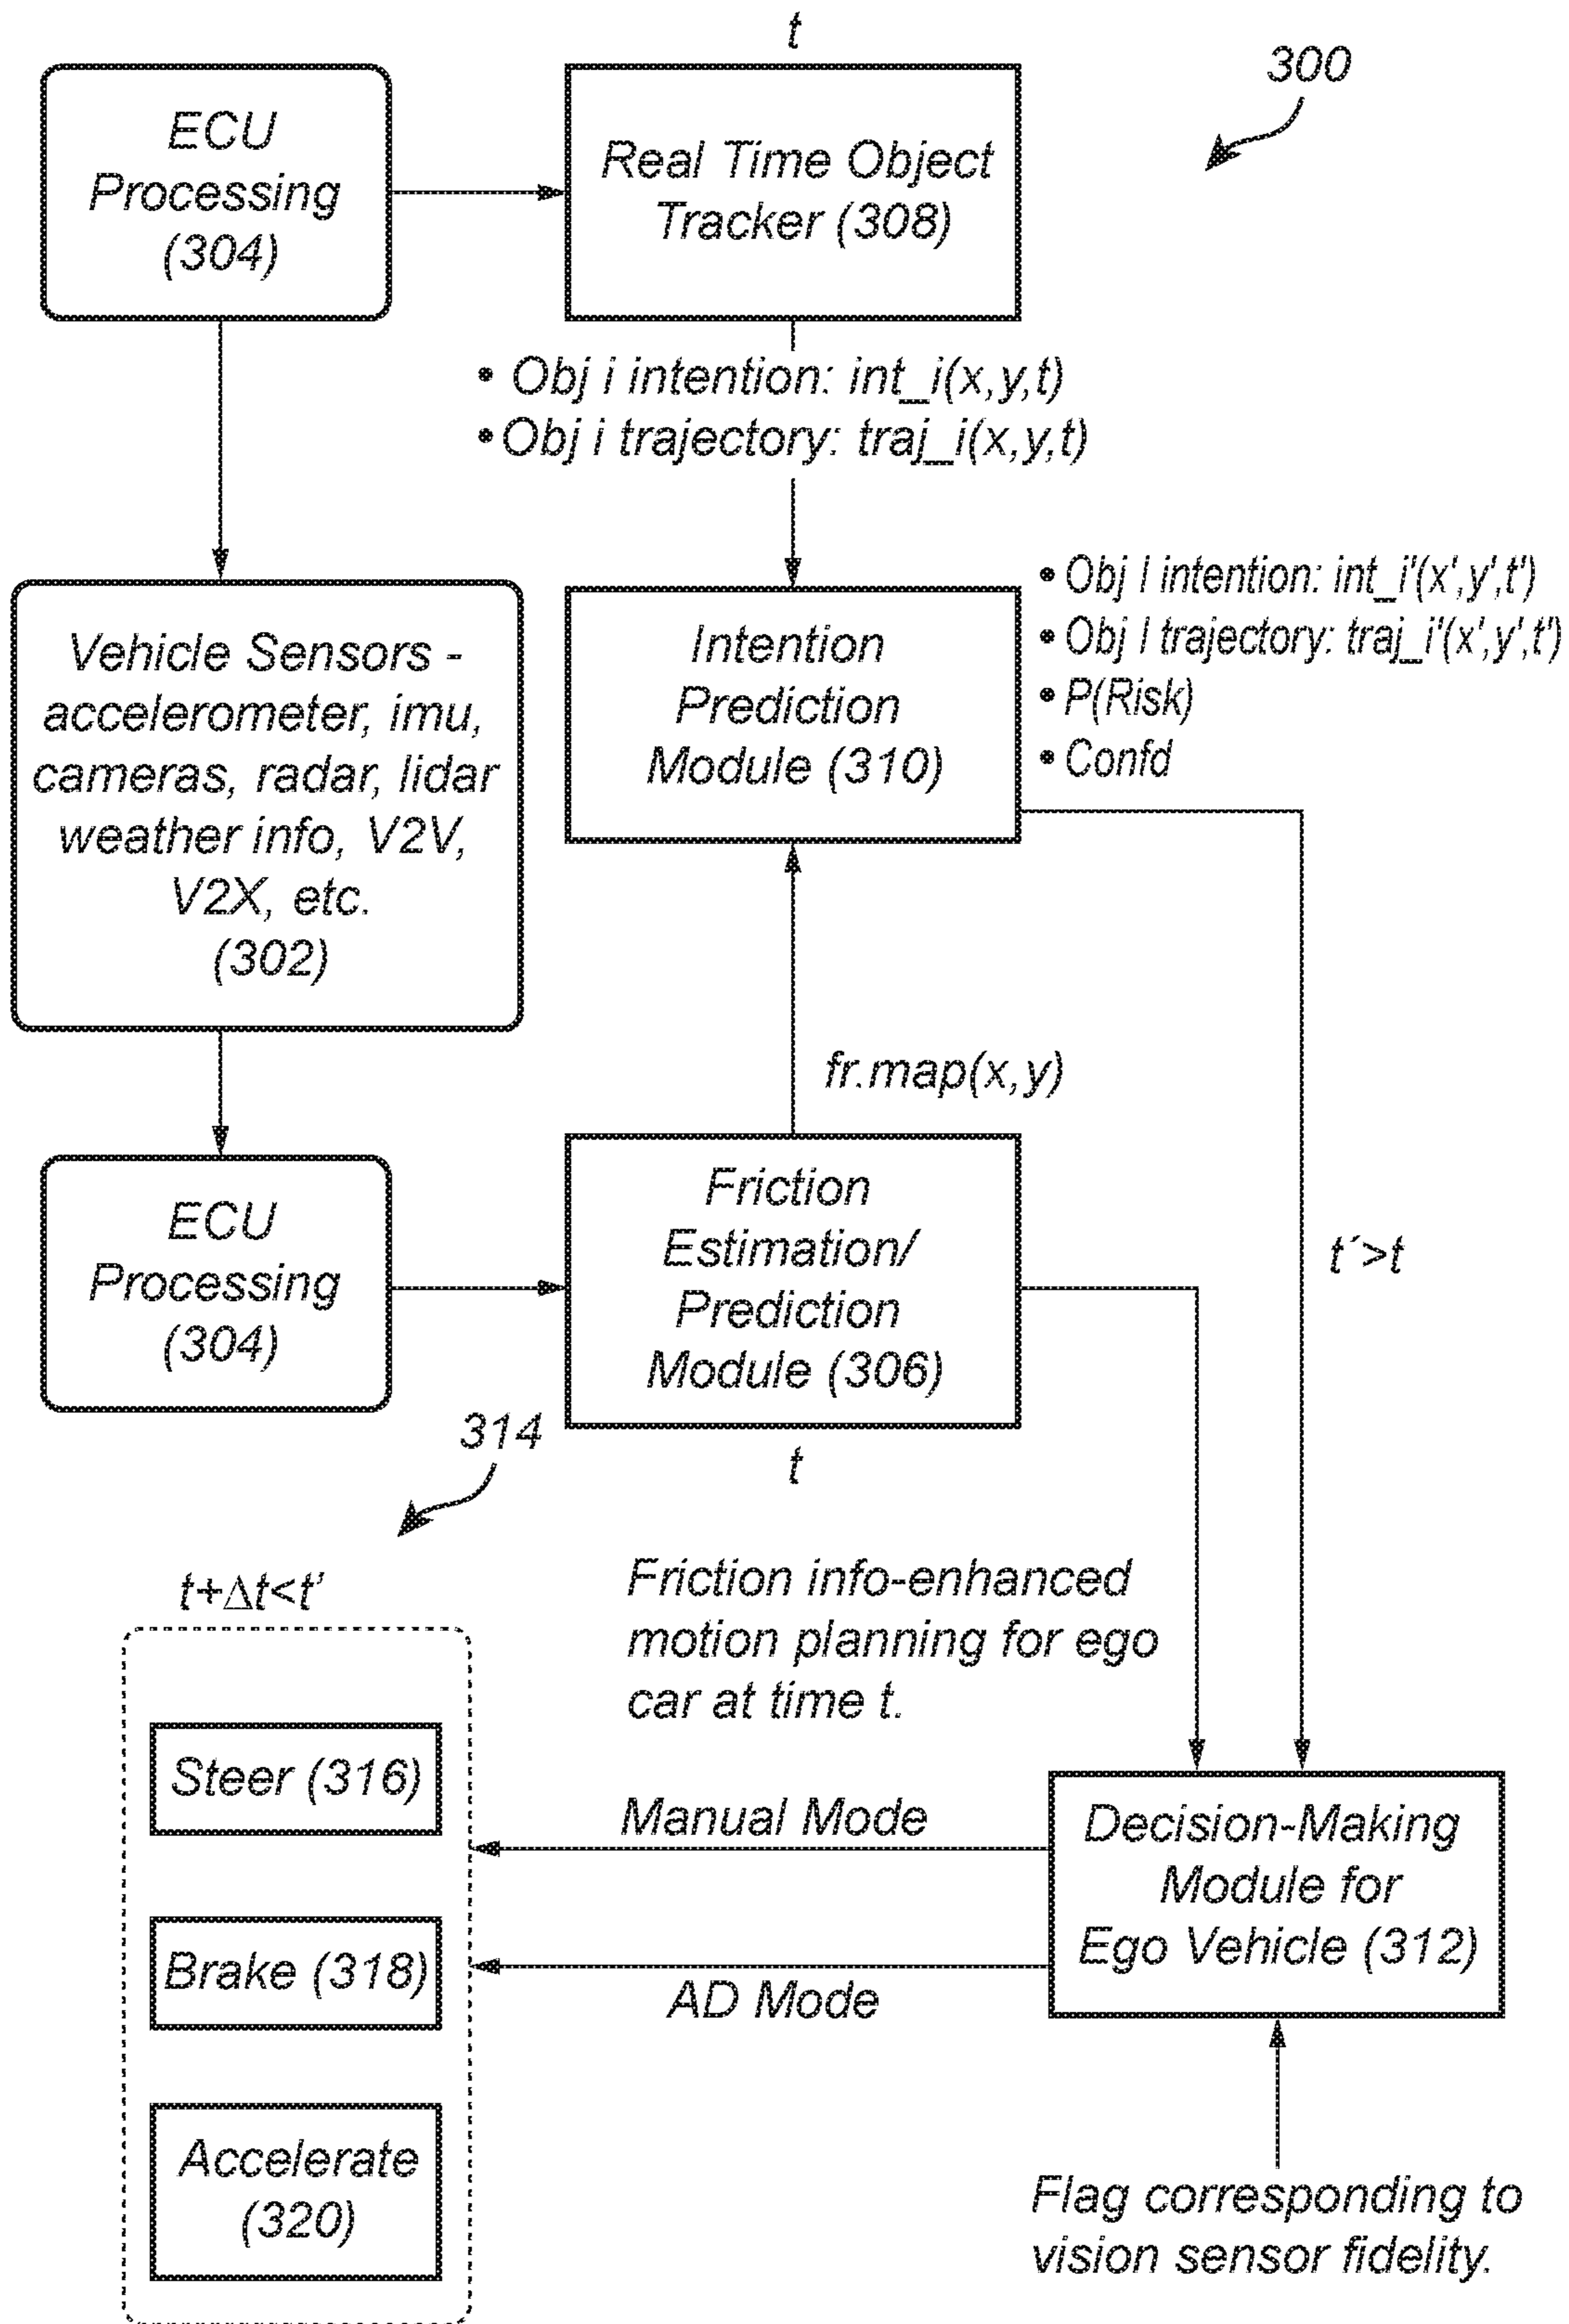 t
300
ECU
Processing
(304)
Real Time Object
Tracker (308)
• Obj i intention: int_i(x,y,t)
• Obj i trajectory: traj_i(x,y,t)
Vehicle Sensors -
accelerometer, imu,
cameras, radar, lidar
weather info, V2V,
V2X, etc.
(302)
Intention
Prediction
Module (310)
• Obj I intention: int_i'(x',y',t')
• Obj I trajectory: traj_i'(x',y',t')
• P(Risk)
• Confd
fr.map(x,y)
ECU
Processing
(304)
Friction
Estimation/
Prediction
Module (306)
t´>t
314
t
t+Δt<t'
Friction info-enhanced
motion planning for ego
car at time t.
Steer (316)
Manual Mode
Decision-Making
Module for
Ego Vehicle (312)
Brake (318)
AD Mode
Accelerate
(320)
Flag corresponding to
vision sensor fidelity.